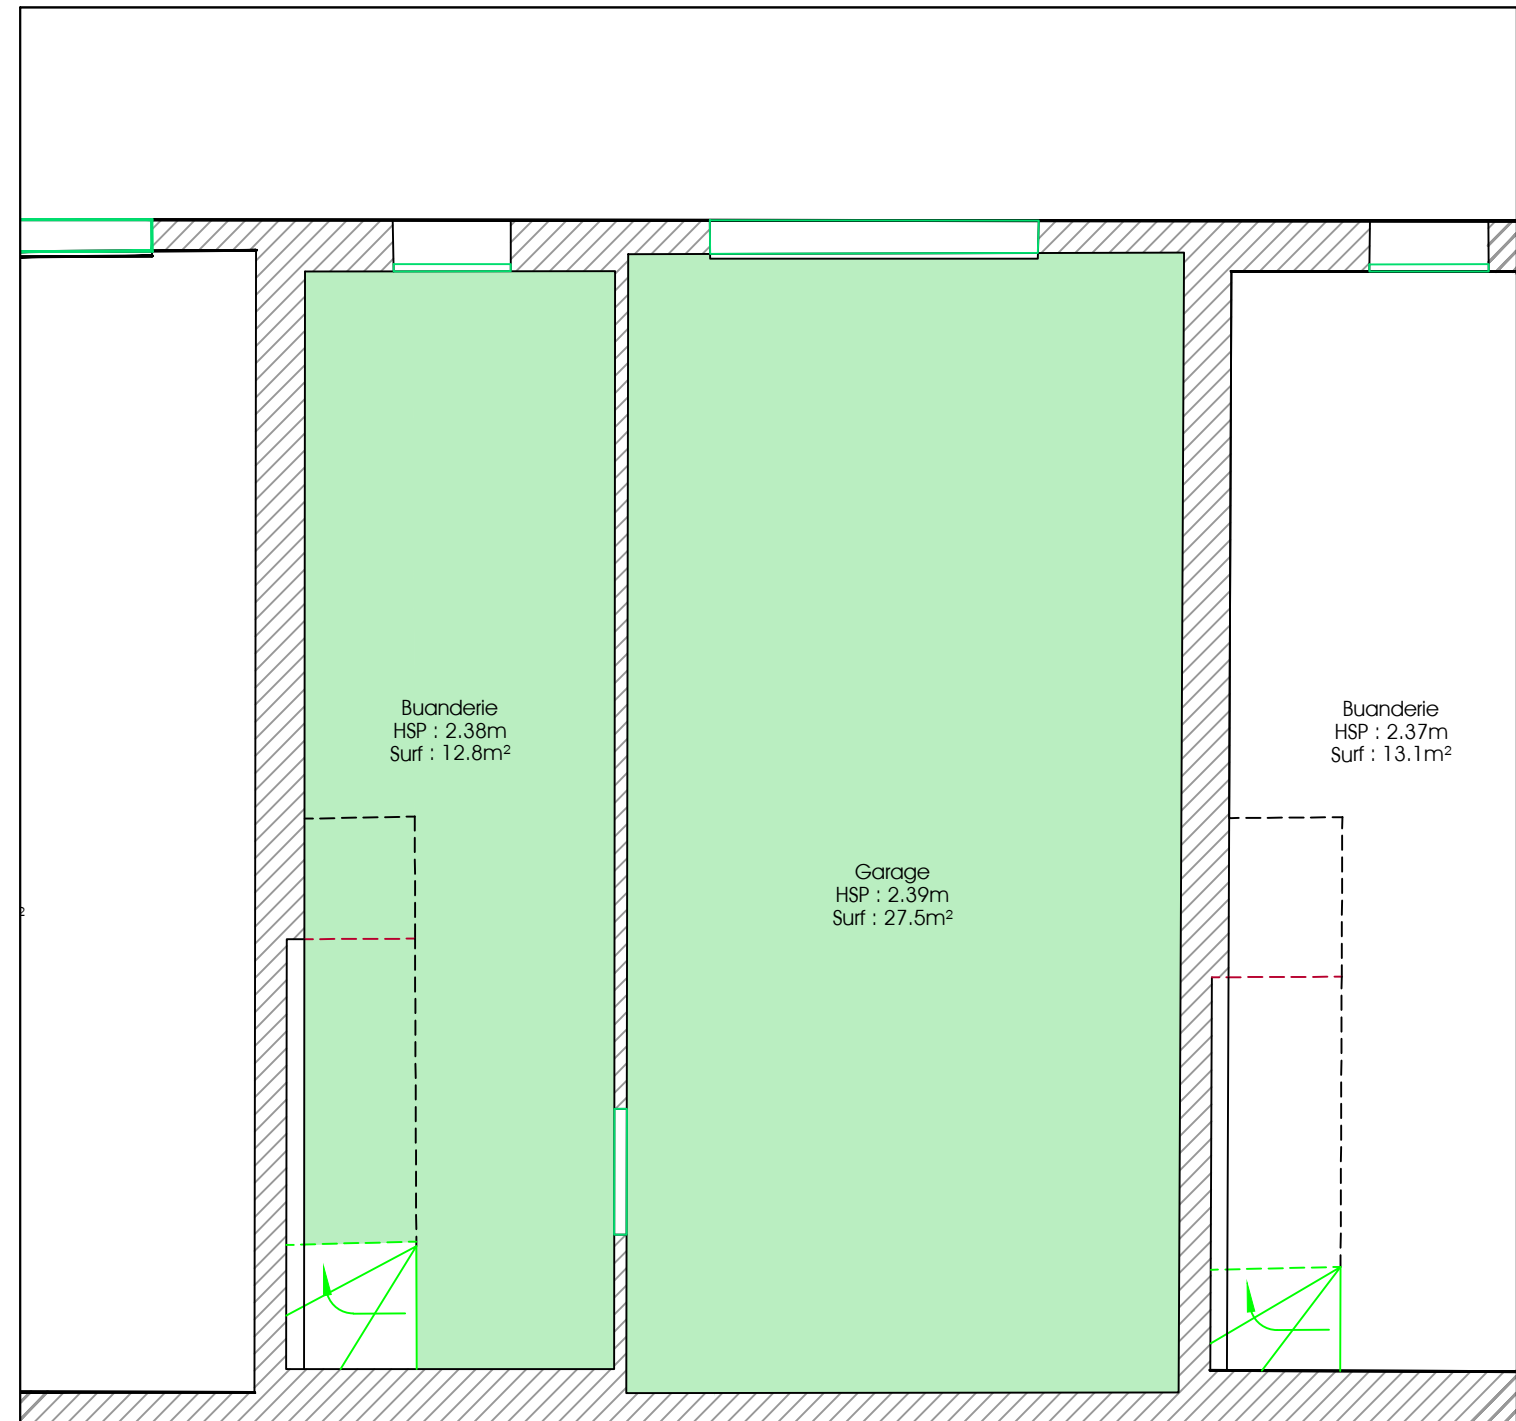 Buanderie
HSP : 2.38m
Surf : 12.8m²
Garage
HSP : 2.39m
Surf : 27.5m²
Buanderie
HSP : 2.37m
Surf : 13.1m²
²